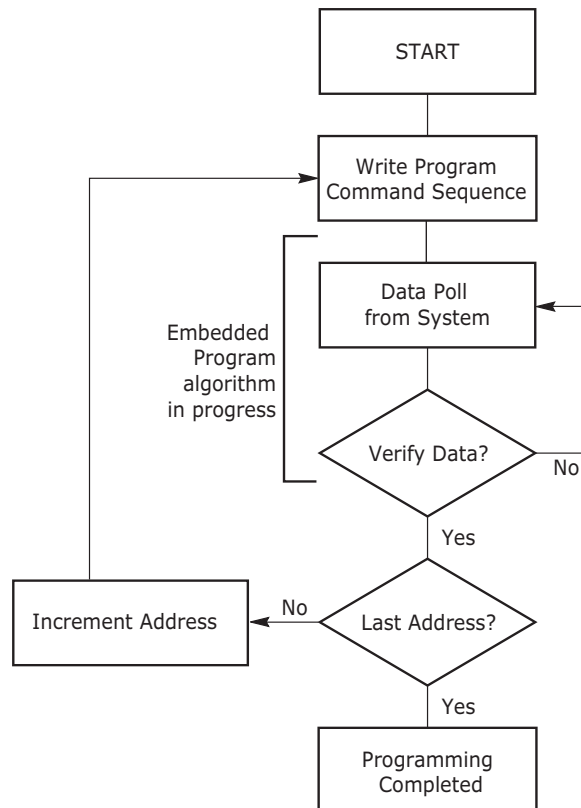 START
Write Program
Command Sequence
Data Poll
from System
Embedded
Program
algorithm
in progress
Verify Data?
No
Yes
Increment Address
No
Last Address?
Yes
Programming
Completed